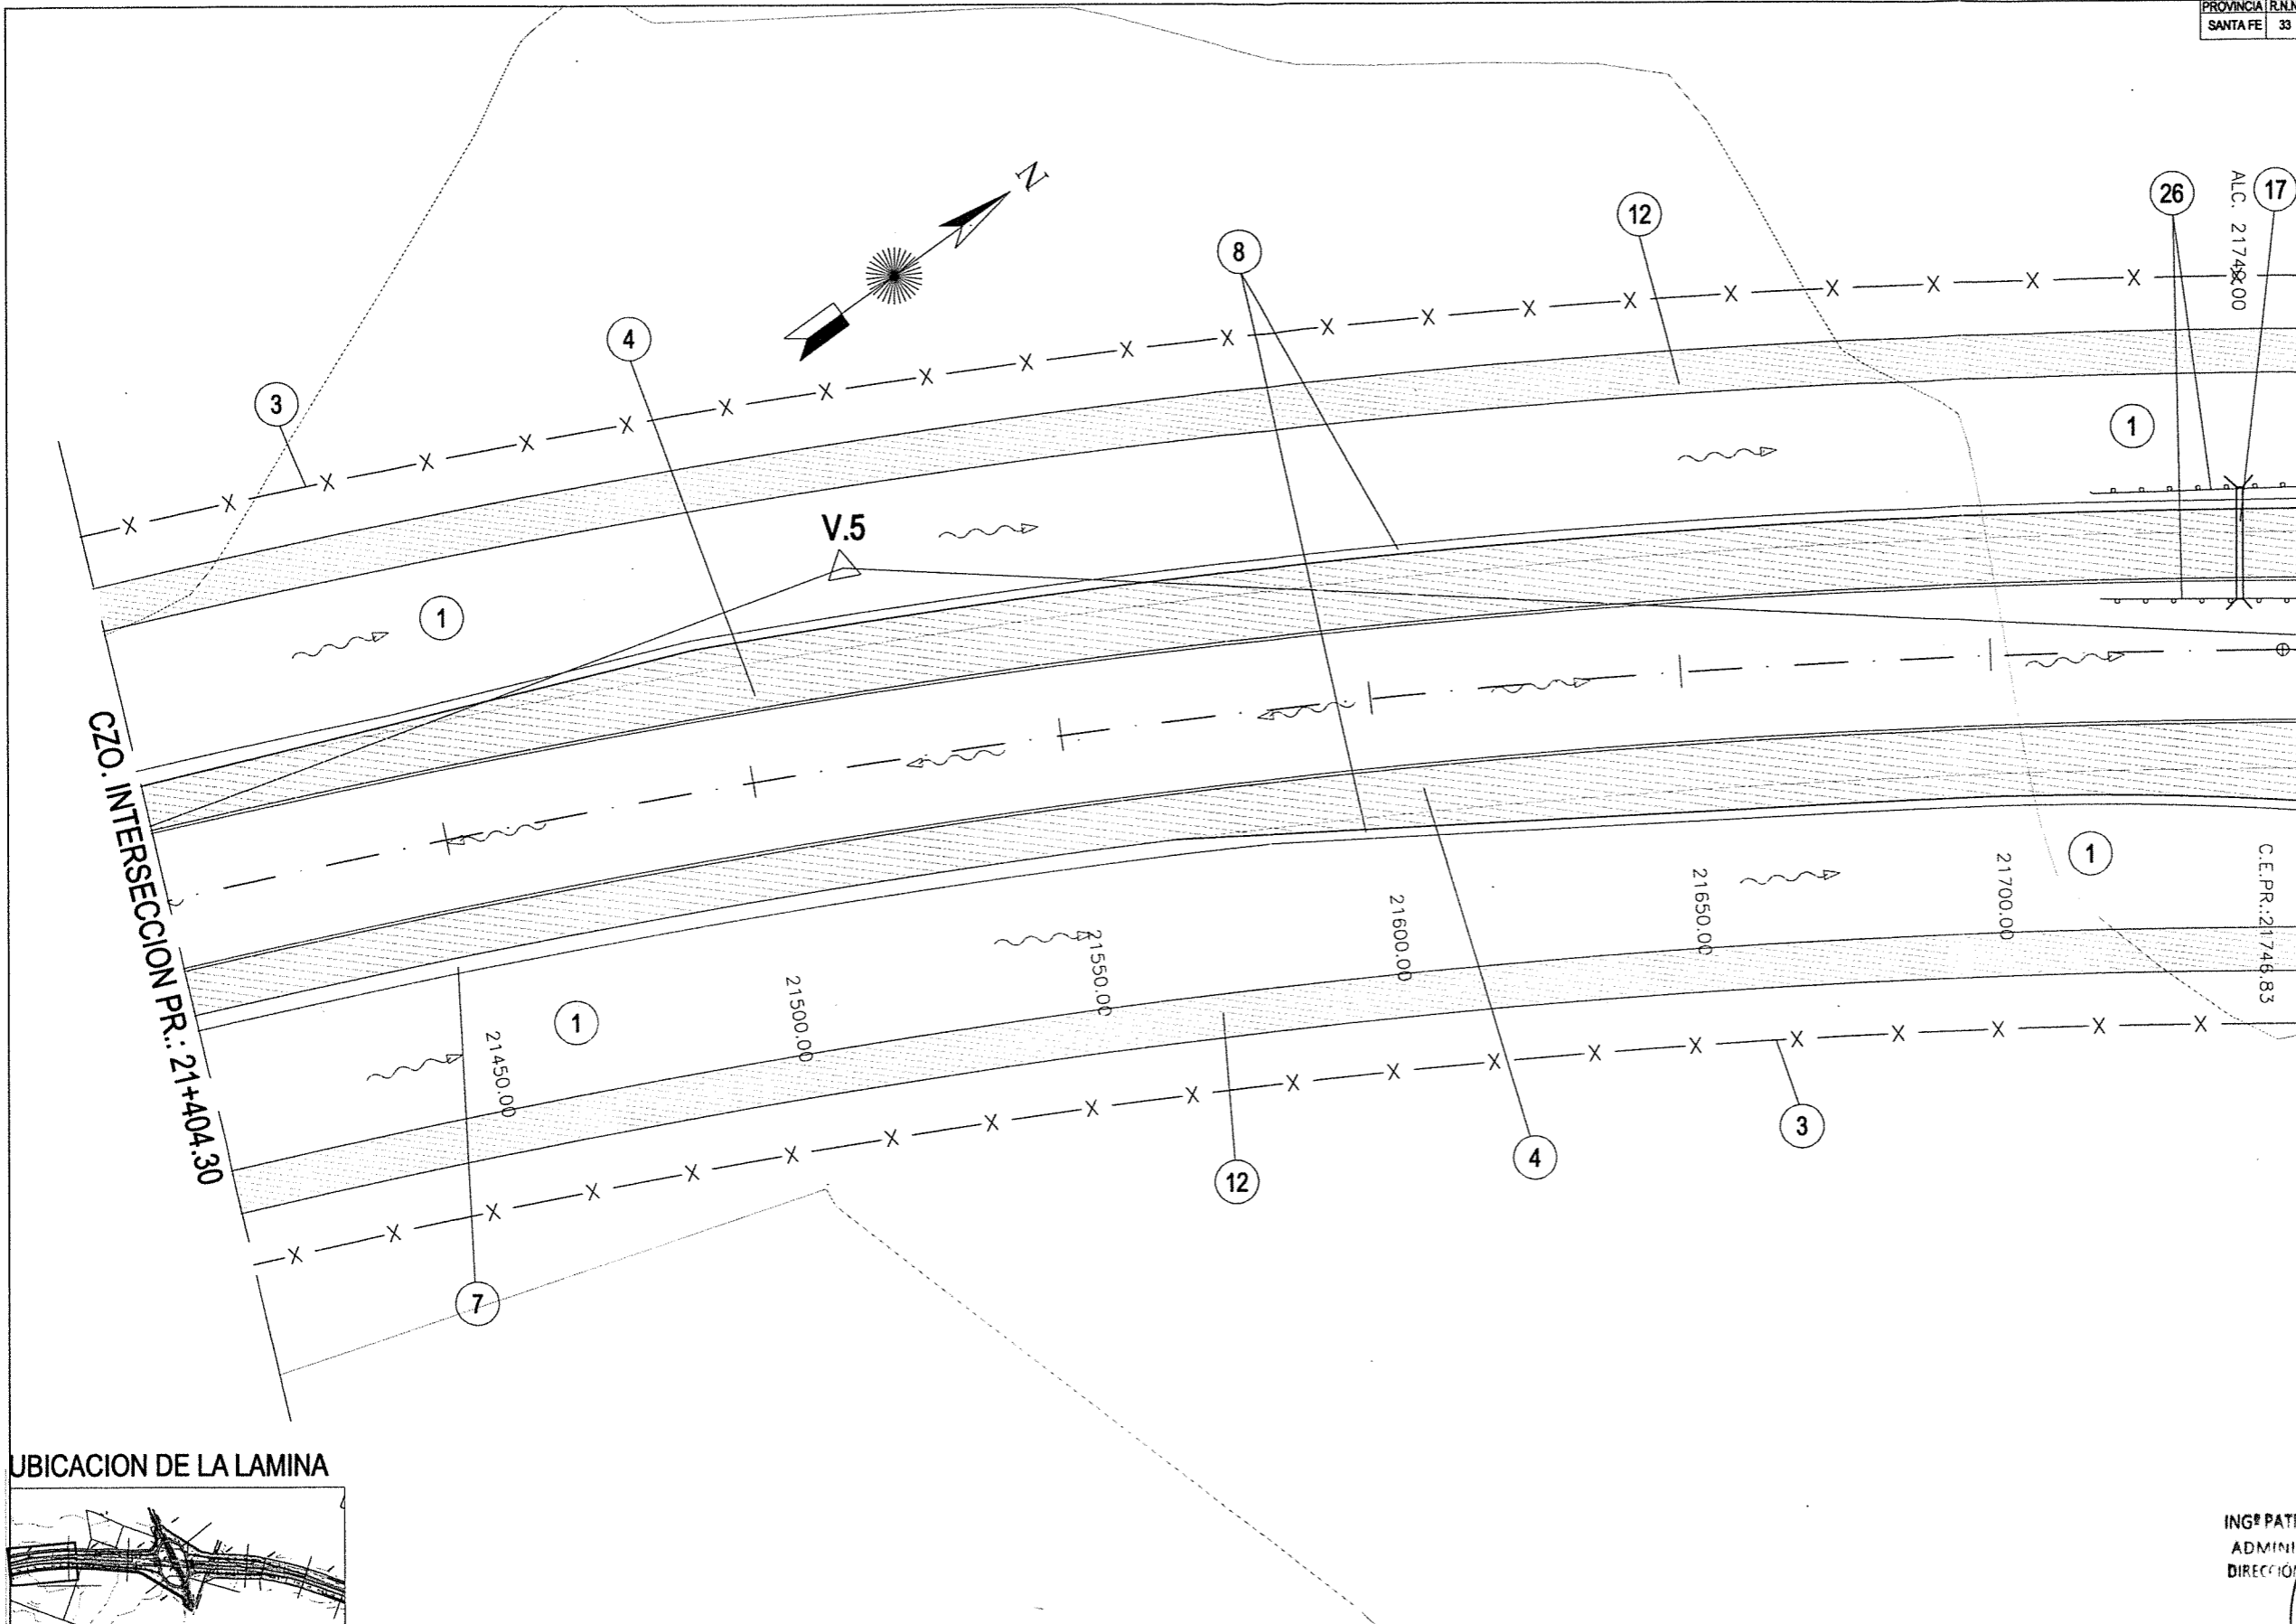 PROVINCIA
SANTA FE 33
N
26
ALC. 21740.00
17
12
8
4
3
1
V.5
1
CZO. INTERSECCION PR.: 21+404.30
1
21700.00
21650.00
21600.00
21550.00
21500.00
21450.00
C.E.PR.:21746.83
1
3
4
12
7
UBICACION DE LA LAMINA